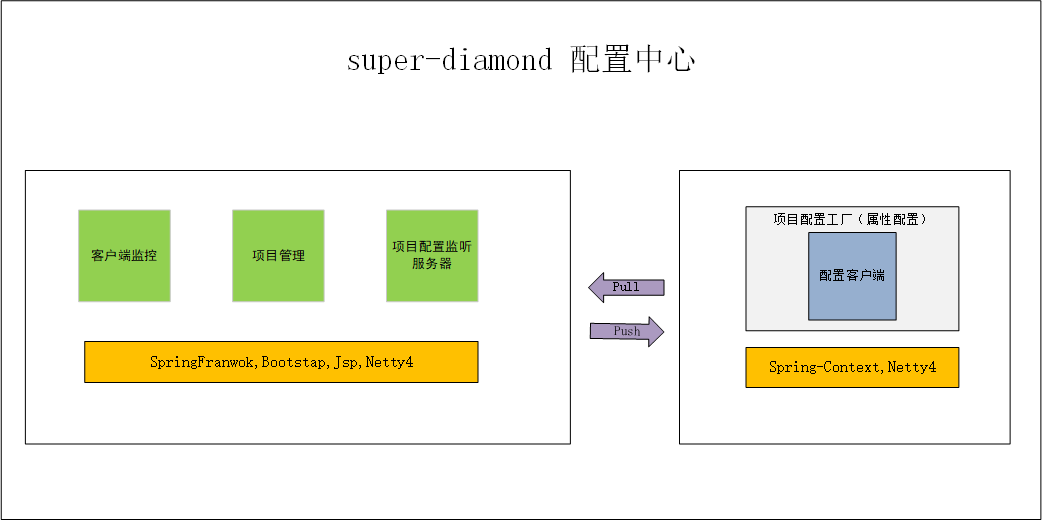 super-diamond 配置中心
客户端监控
项目管理
项目配置监听
服务器
SpringFranwok,Bootstap,Jsp,Netty4
Pull
Push
项目配置工厂（属性配置）
配置客户端
Spring-Context,Netty4